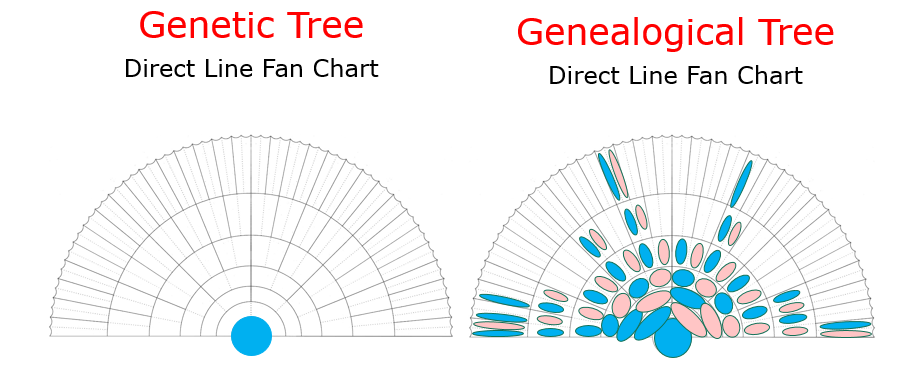 Genetic Tree
Direct Line Fan Chart
Genealogical Tree
Direct Line Fan Chart